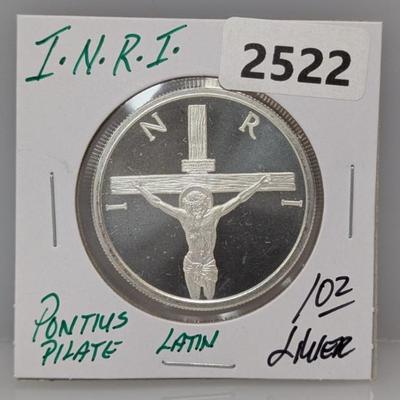 I.N.R.I.
2522
N R
I I
PONTIUS
PILATE
LATIN
1OZ
SILVER